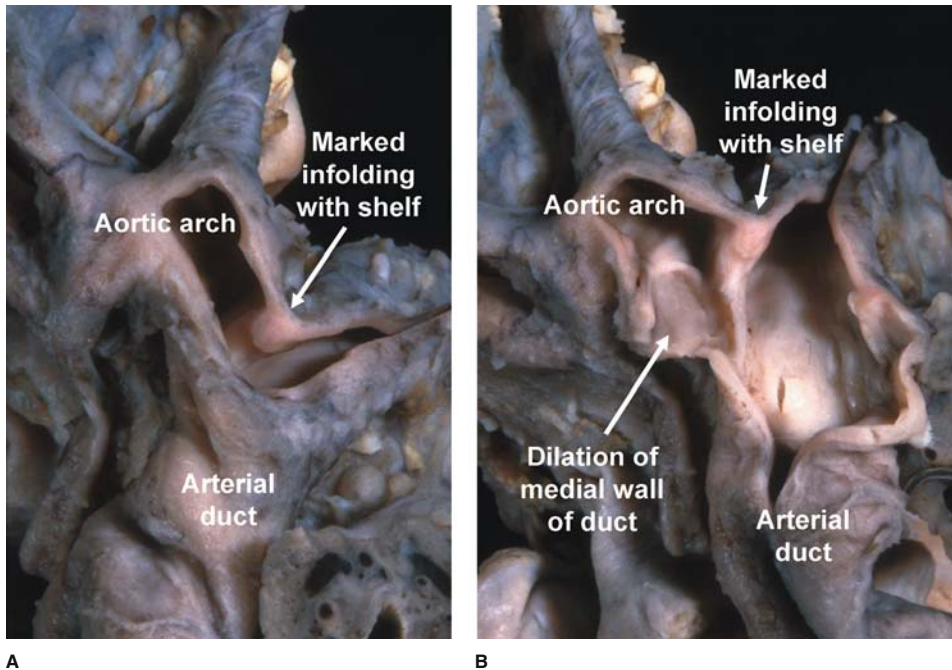 Marked
infolding
with shelf
Aortic arch
Arterial
duct
A
Marked
infolding
with shelf
Aortic arch
Dilation of
medial wall
of duct
Arterial
duct
B